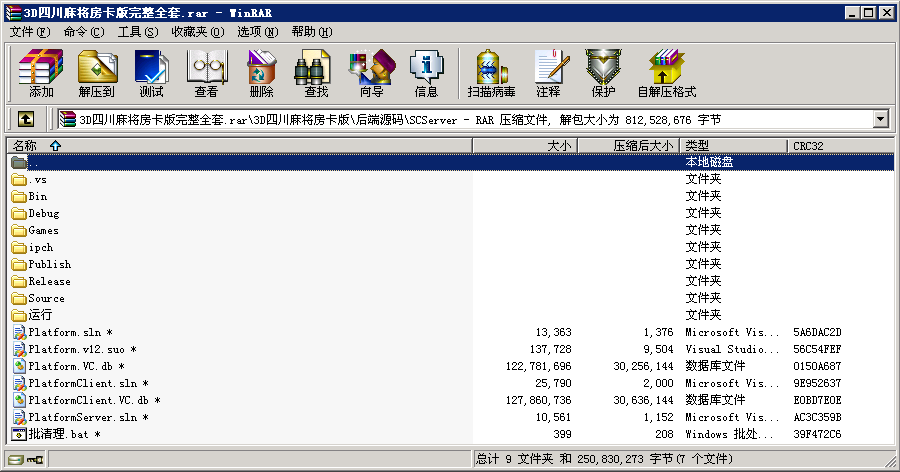 3D四川麻将房卡版完整全套.rar - WinRAR
文件(F) 命令(C) 工具(S) 收藏夹(O) 选项(N) 帮助(H)
添加 解压到 测试 查看 删除 查找 向导 信息 扫描病毒 注释 保护 自解压格式
3D四川麻将房卡版完整全套.rar\3D四川麻将房卡版\后端源码\SCServer - RAR 压缩文件, 解包大小为 812,528,676 字节
名称 大小 压缩后大小 类型 CRC32
.. 本地磁盘
.vs 文件夹
Bin 文件夹
Debug 文件夹
Games 文件夹
ipch 文件夹
Publish 文件夹
Release 文件夹
Source 文件夹
运行 文件夹
Platform.sln * 13,363 1,376 Microsoft Vis... 5A6DAC2D
Platform.v12.suo * 137,728 9,504 Visual Studio... 56C54FEF
Platform.VC.db * 122,781,696 30,256,144 数据库文件 0150A687
PlatformClient.sln * 25,790 2,000 Microsoft Vis... 9E952637
PlatformClient.VC.db * 127,860,736 30,636,144 数据库文件 E0BD7E0E
PlatformServer.sln * 10,561 1,152 Microsoft Vis... AC3C359B
批清理.bat * 399 208 Windows 批处... 39F472C6
总计 9 文件夹 和 250,830,273 字节(7 个文件)